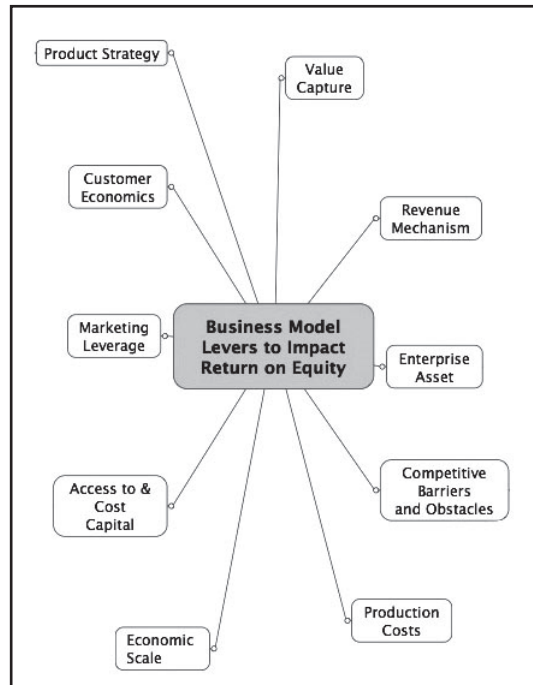 Product Strategy
Value
Capture
Customer
Economics
Revenue
Mechanism
Marketing
Leverage
Business Model
Levers to Impact
Return on Equity
Enterprise
Asset
Access to &
Cost
Capital
Competitive
Barriers
and Obstacles
Economic
Scale
Production
Costs